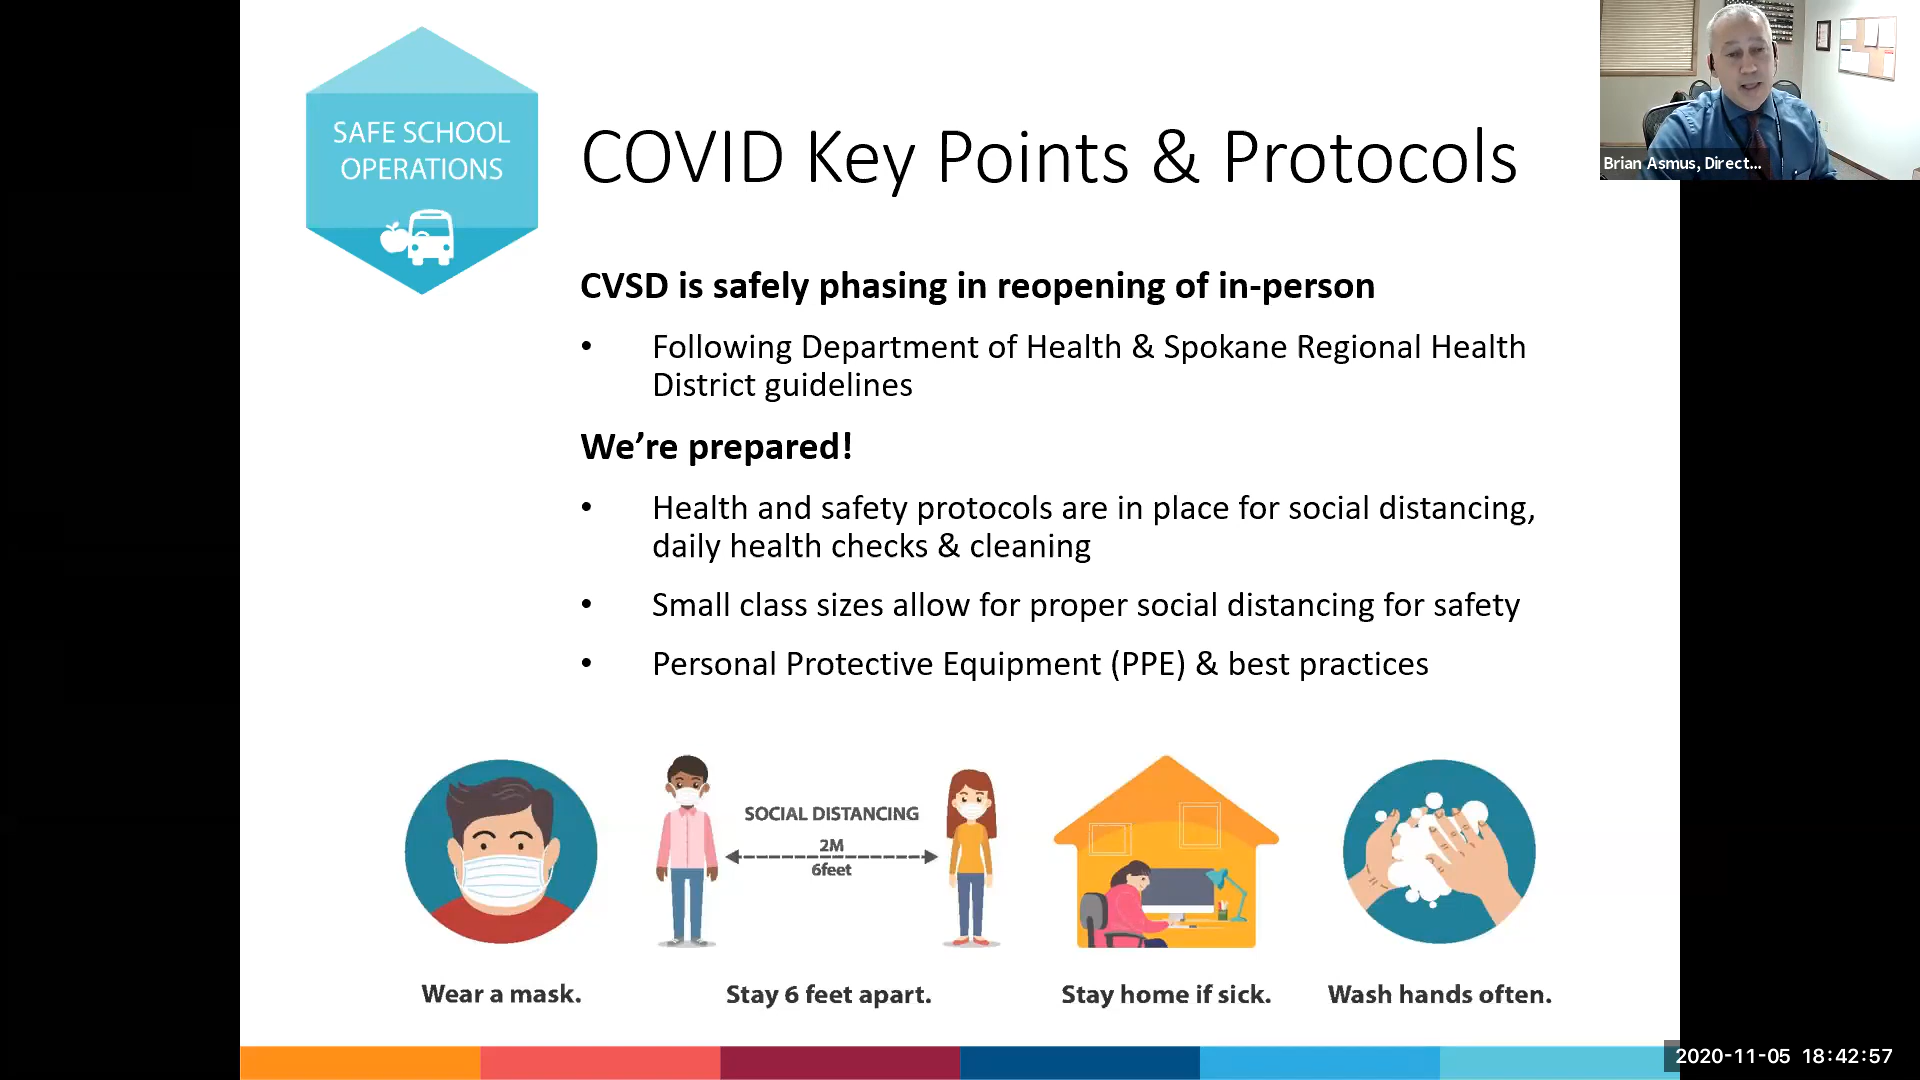 SAFE SCHOOL
OPERATIONS
COVID Key Points & Protocols
Brian Asmus, Direct...
CVSD is safely phasing in reopening of in-person
• Following Department of Health & Spokane Regional Health
District guidelines
We’re prepared!
• Health and safety protocols are in place for social distancing,
daily health checks & cleaning
• Small class sizes allow for proper social distancing for safety
• Personal Protective Equipment (PPE) & best practices
SOCIAL DISTANCING
2M
6feet
Wear a mask.
Stay 6 feet apart.
Stay home if sick.
Wash hands often.
2020-11-05 18:42:57